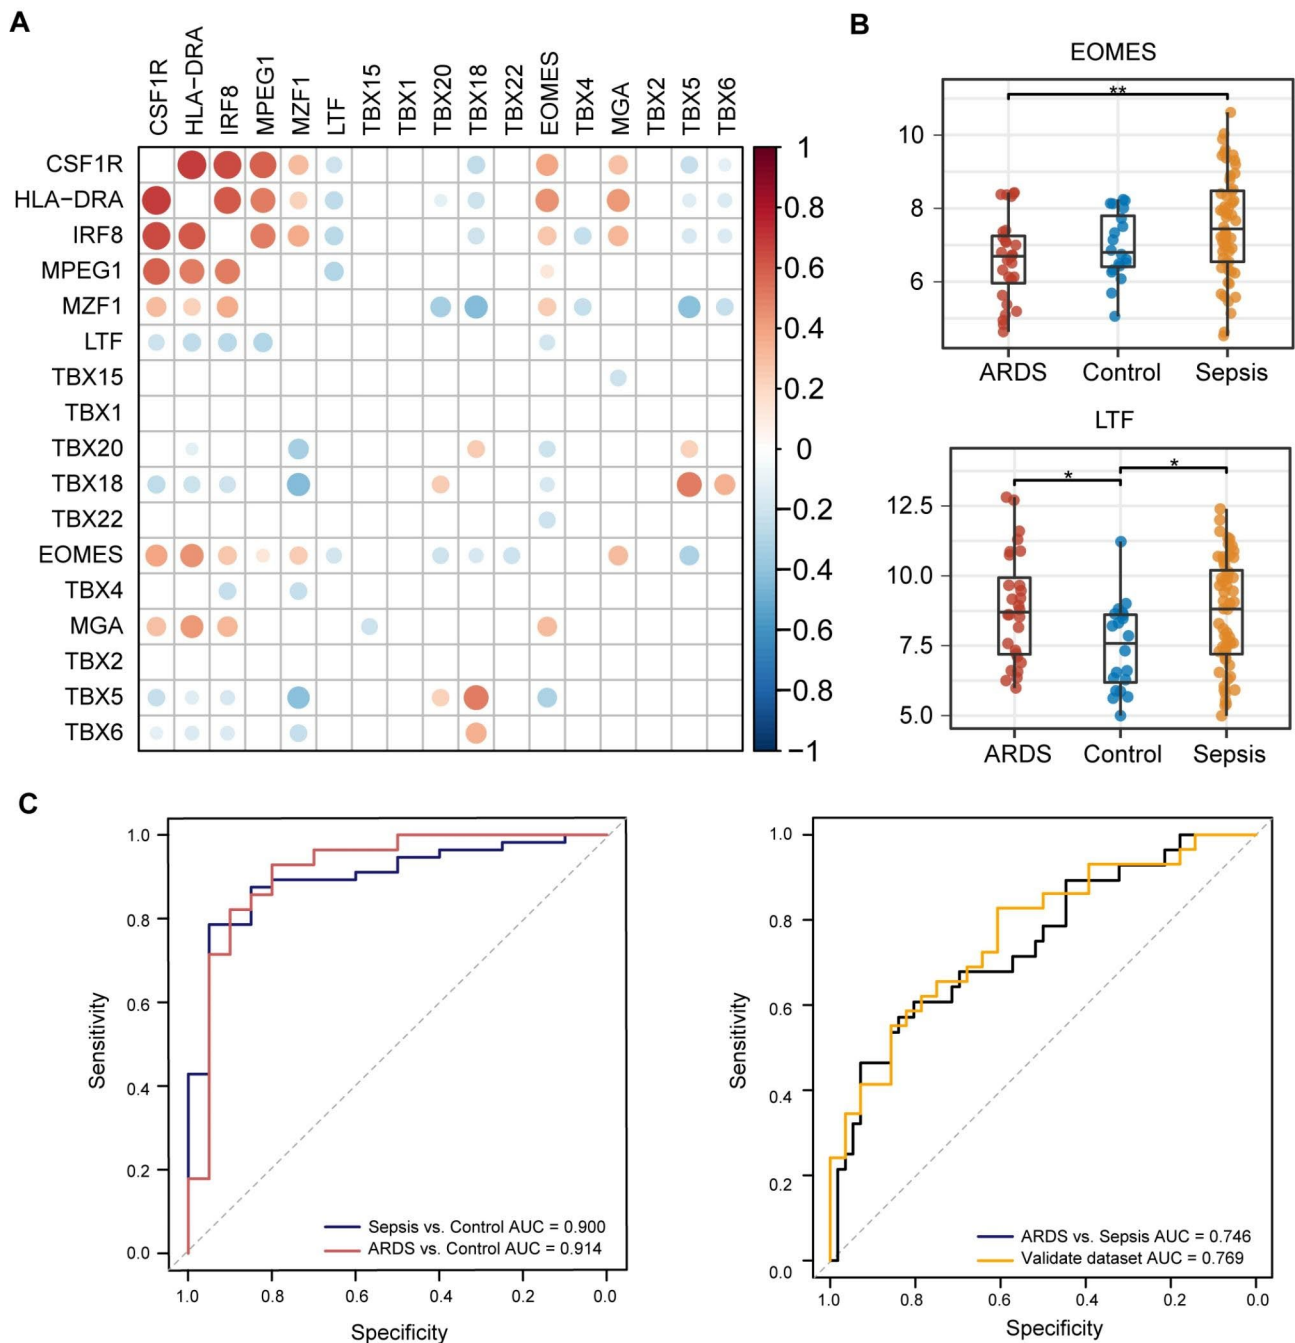 A
CSF1R
HLA−DRA
IRF8
MPEG1
MZF1
LTF
TBX15
TBX1
TBX20
TBX18
TBX22
EOMES
TBX4
MGA
TBX2
TBX5
TBX6
CSF1R
HLA−DRA
IRF8
MPEG1
MZF1
LTF
TBX15
TBX1
TBX20
TBX18
TBX22
EOMES
TBX4
MGA
TBX2
TBX5
TBX6
1
0.8
0.6
0.4
0.2
0
−0.2
−0.4
−0.6
−0.8
−1
B
EOMES
**
10
8
6
ARDS Control Sepsis
LTF
* *
12.5
10.0
7.5
5.0
ARDS Control Sepsis
C
Sensitivity
1.0
0.8
0.6
0.4
0.2
0.0
Sepsis vs. Control AUC = 0.900
ARDS vs. Control AUC = 0.914
1.0 0.8 0.6 0.4 0.2 0.0
Specificity
Sensitivity
1.0
0.8
0.6
0.4
0.2
0.0
ARDS vs. Sepsis AUC = 0.746
Validate dataset AUC = 0.769
1.0 0.8 0.6 0.4 0.2 0.0
Specificity